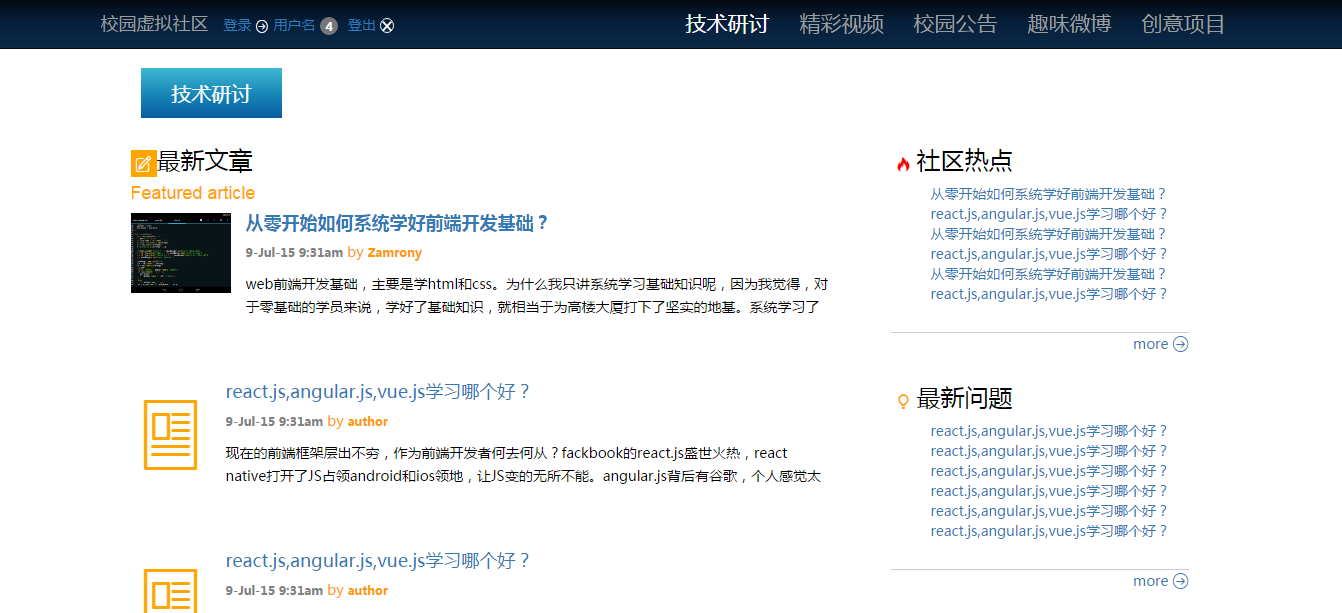 校园虚拟社区 登录 用户名 4 登出 技术研讨 精彩视频 校园公告 趣味微博 创意项目
技术研讨
最新文章
Featured article
从零开始如何系统学好前端开发基础？
9-Jul-15 9:31am by Zamrony
web前端开发基础，主要是学html和css。为什么我只讲系统学习基础知识呢，因为我觉得，对
于零基础的学员来说，学好了基础知识，就相当于为高楼大厦打下了坚实的地基。系统学习了
react.js,angular.js,vue.js学习哪个好？
9-Jul-15 9:31am by author
现在的前端框架层出不穷，作为前端开发者何去何从？fackbook的react.js盛世火热，react
native打开了JS占领android和ios领地，让JS变的无所不能。angular.js背后有谷歌，个人感觉太
react.js,angular.js,vue.js学习哪个好？
9-Jul-15 9:31am by author
社区热点
从零开始如何系统学好前端开发基础？
react.js,angular.js,vue.js学习哪个好？
从零开始如何系统学好前端开发基础？
react.js,angular.js,vue.js学习哪个好？
从零开始如何系统学好前端开发基础？
react.js,angular.js,vue.js学习哪个好？
more
最新问题
react.js,angular.js,vue.js学习哪个好？
react.js,angular.js,vue.js学习哪个好？
react.js,angular.js,vue.js学习哪个好？
react.js,angular.js,vue.js学习哪个好？
react.js,angular.js,vue.js学习哪个好？
react.js,angular.js,vue.js学习哪个好？
more